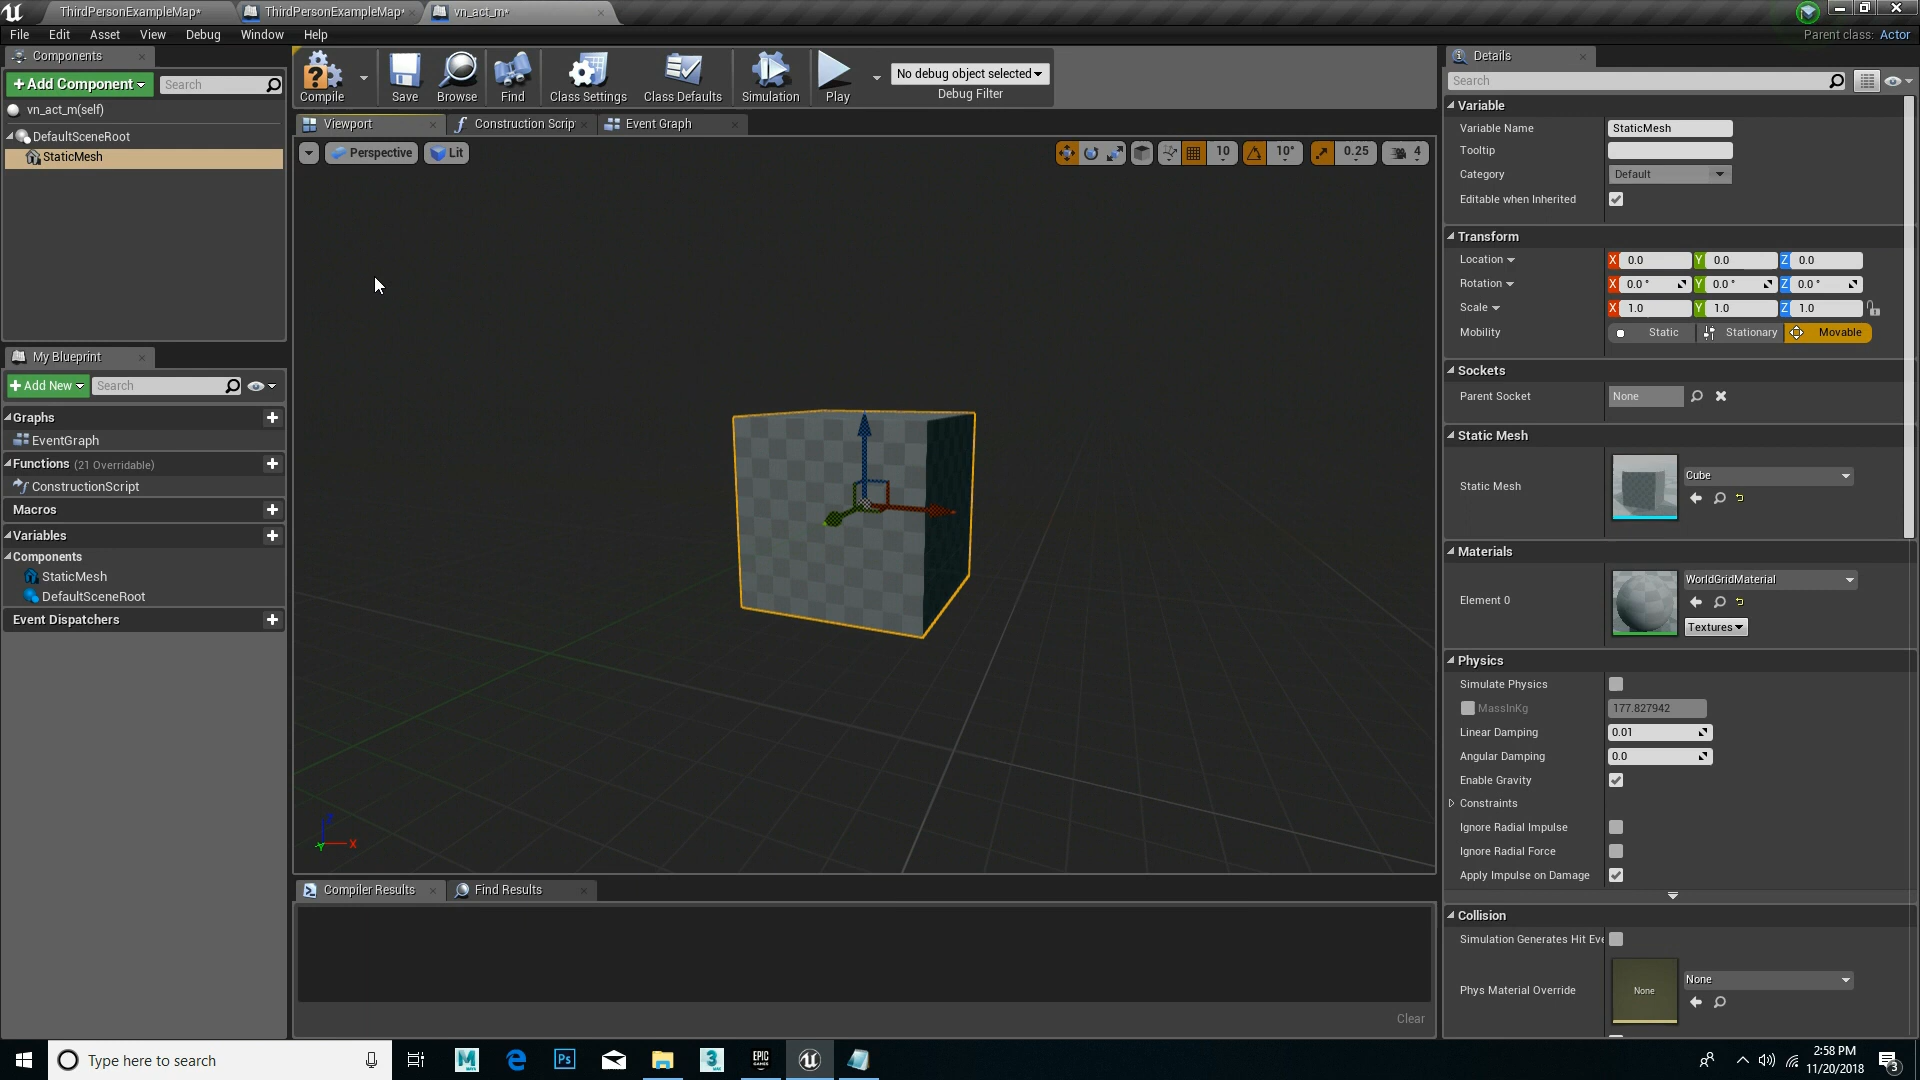 ThirdPersonExampleMap*
ThirdPersonExampleMap*
vn_act_m*
File Edit Asset View Debug Window Help
Parent class: Actor
Components
+Add Component
Search
vn_act_m(self)
DefaultSceneRoot
StaticMesh
My Blueprint
+Add New
Search
Graphs
EventGraph
Functions (21 Overridable)
ConstructionScript
Macros
Variables
Components
StaticMesh
DefaultSceneRoot
Event Dispatchers
Compile Save Browse Find Class Settings Class Defaults Simulation Play
No debug object selected
Debug Filter
Viewport Construction Scrip Event Graph
Perspective Lit
10 10° 0.25 4
Z X Y
Compiler Results Find Results
Clear
Details
Search
Variable
Variable Name StaticMesh
Tooltip
Category Default
Editable when Inherited
Transform
Location X 0.0 Y 0.0 Z 0.0
Rotation X 0.0 ° Y 0.0 ° Z 0.0 °
Scale X 1.0 Y 1.0 Z 1.0
Mobility Static Stationary Movable
Sockets
Parent Socket None
Static Mesh
Static Mesh Cube
Materials
Element 0 WorldGridMaterial
Textures
Physics
Simulate Physics
MassInKg 177.827942
Linear Damping 0.01
Angular Damping 0.0
Enable Gravity
Constraints
Ignore Radial Impulse
Ignore Radial Force
Apply Impulse on Damage
Collision
Simulation Generates Hit Eve
Phys Material Override None None
Type here to search
M Ps 3 EPIC GAMES
2:58 PM
11/20/2018
3